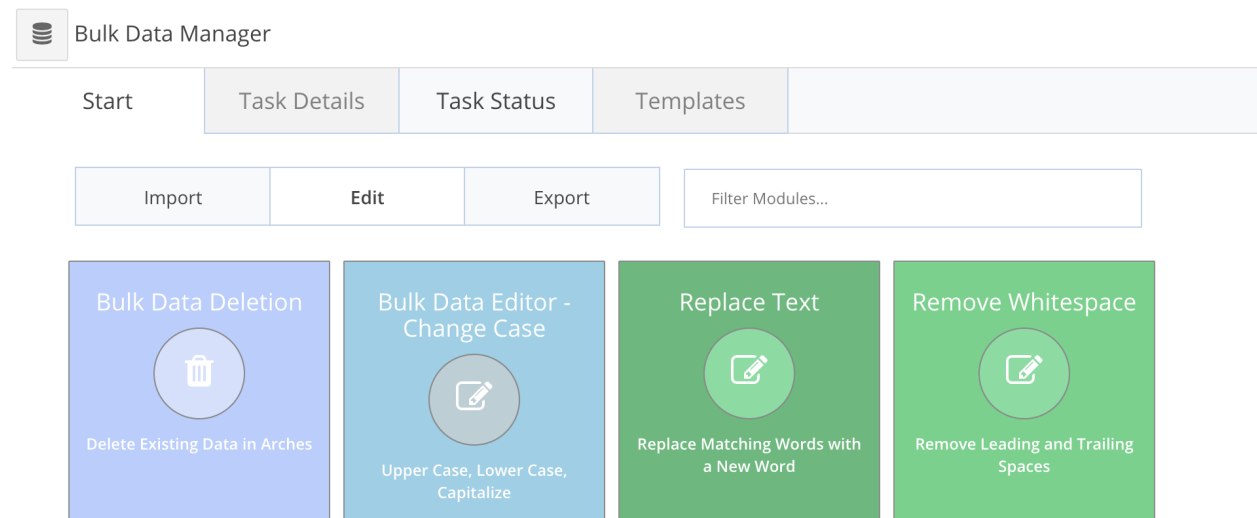 Bulk Data Manager
Start
Task Details
Task Status
Templates
Import
Edit
Export
Filter Modules...
Bulk Data Deletion
Delete Existing Data in Arches
Bulk Data Editor -
Change Case
Upper Case, Lower Case,
Capitalize
Replace Text
Replace Matching Words with
a New Word
Remove Whitespace
Remove Leading and Trailing
Spaces